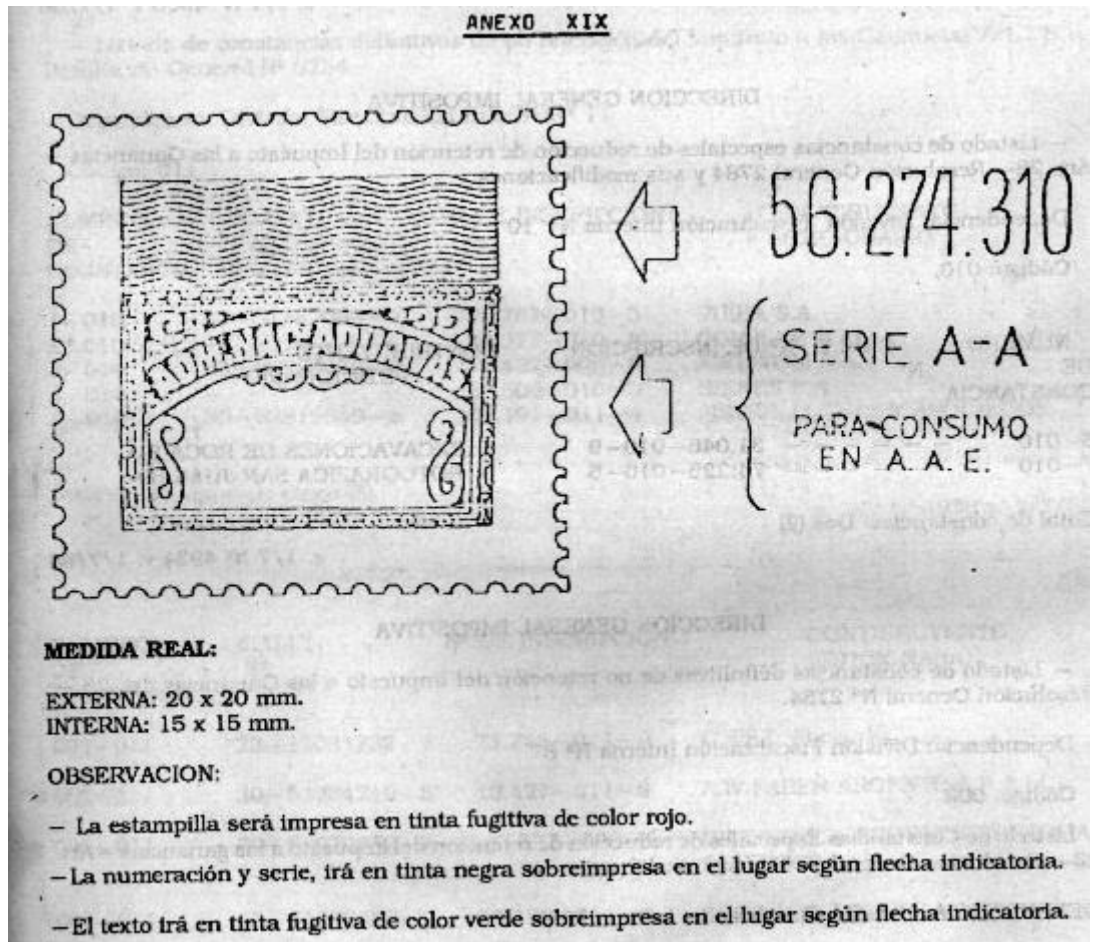 ANEXO XIX
56.274.310
SERIE A-A
PARA CONSUMO
EN A. A. E.
MEDIDA REAL:
EXTERNA: 20 x 20 mm.
INTERNA: 15 x 15 mm.
OBSERVACION:
— La estampilla será impresa en tinta fugitiva de color rojo.
— La numeración y serie, irá en tinta negra sobreimpresa en el lugar según flecha indicatoria.
— El texto irá en tinta fugitiva de color verde sobreimpresa en el lugar según flecha indicatoria.